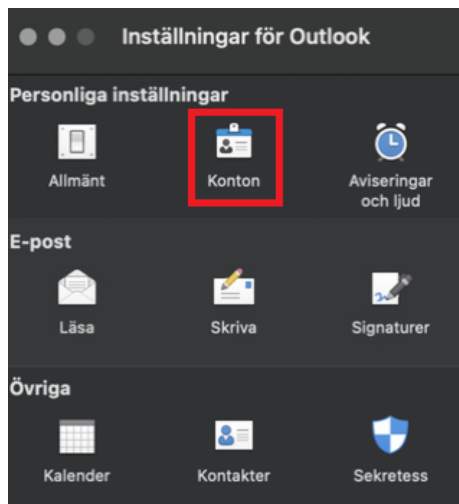 Inställningar för Outlook
Personliga inställningar
Allmänt
Konton
Aviseringar
och ljud
E-post
Läsa
Skriva
Signaturer
Övriga
Kalender
Kontakter
Sekretess